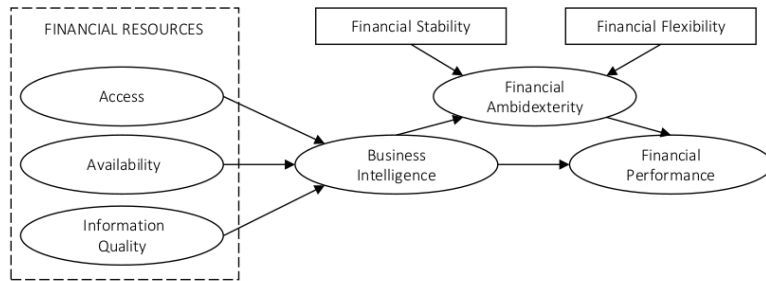 FINANCIAL RESOURCES
Financial Stability
Financial Flexibility
Access
Financial
Ambidexterity
Availability
Business
Intelligence
Financial
Performance
Information
Quality